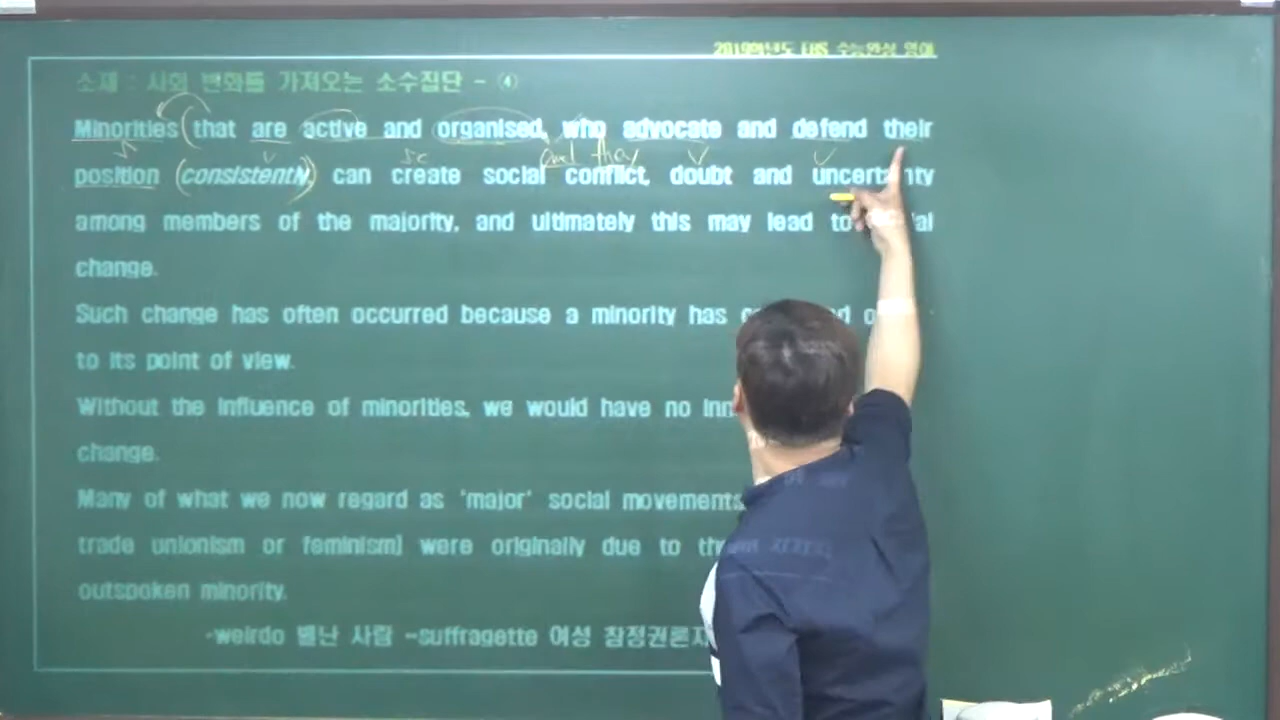 2019학년도 EBS 수능완성 영어
소재 : 사회 변화를 가져오는 소수집단 - ④
Minorities (that are active and organised, who advocate and defend their
and they
position (consistently) can create social conflict, doubt and uncertainty
among members of the majority, and ultimately this may lead to
change.
Such change has often occurred because a minority has
to its point of view.
Without the influence of minorities, we would have no
change.
Many of what we now regard as 'major' social movements
trade unionism or feminism) were originally due to
outspoken minority.
-weirdo 별난 사람 -suffragette 여성 참정권론자